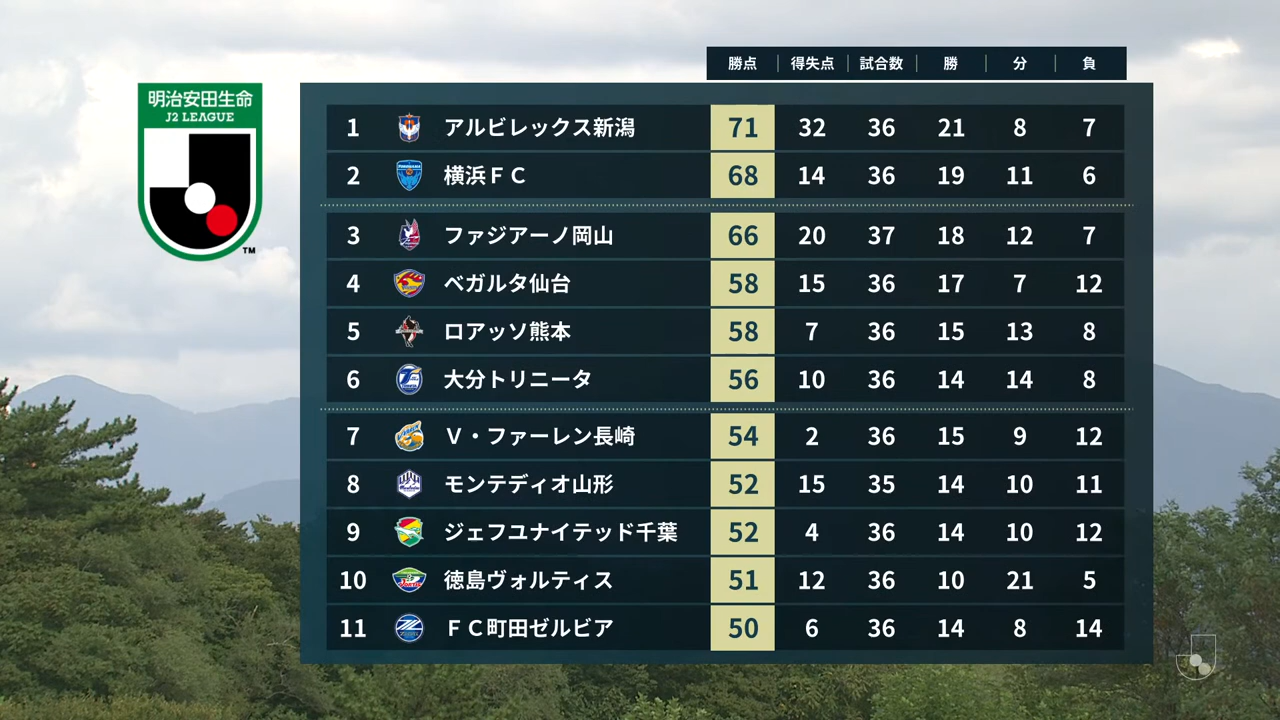 明治安田生命
J2 LEAGUE
TM
勝点 得失点 試合数 勝 分 負
1 アルビレックス新潟 71 32 36 21 8 7
2 横浜ＦＣ 68 14 36 19 11 6
3 ファジアーノ岡山 66 20 37 18 12 7
4 ベガルタ仙台 58 15 36 17 7 12
5 ロアッソ熊本 58 7 36 15 13 8
6 大分トリニータ 56 10 36 14 14 8
7 Ｖ・ファーレン長崎 54 2 36 15 9 12
8 モンテディオ山形 52 15 35 14 10 11
9 ジェフユナイテッド千葉 52 4 36 14 10 12
10 徳島ヴォルティス 51 12 36 10 21 5
11 ＦＣ町田ゼルビア 50 6 36 14 8 14